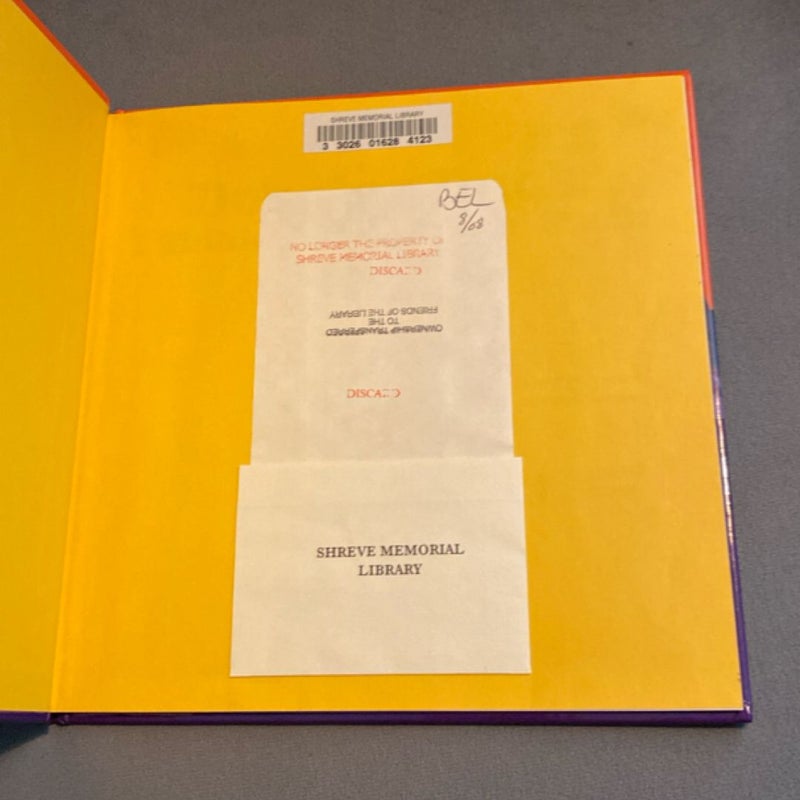 SHREVE MEMORIAL LIBRARY
3 3026 01628 4123
BEL
8/08
NO LONGER THE PROPERTY OF
SHREVE MEMORIAL LIBRARY
OWNERSHIP TRANSFERRED
TO THE
FRIENDS OF THE LIBRARY
SHREVE MEMORIAL
LIBRARY